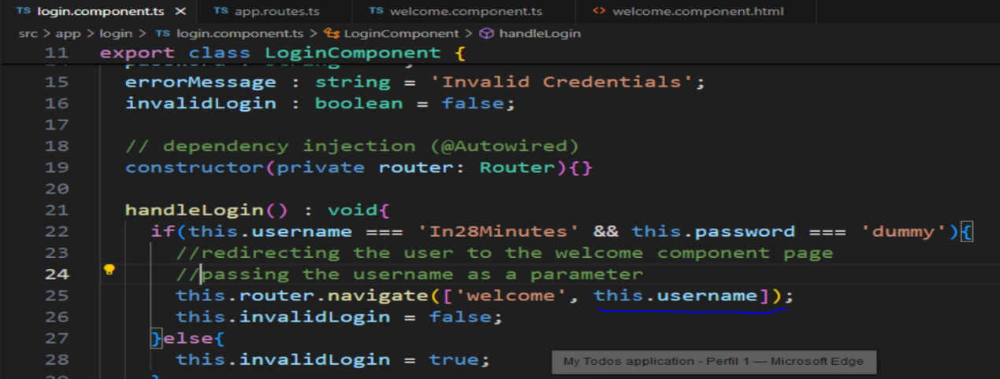 TS login.component.ts × TS app.routes.ts TS welcome.component.ts <> welcome.component.html
src > app > login > TS login.component.ts > LoginComponent > handleLogin
11 export class LoginComponent {
15 errorMessage : string = 'Invalid Credentials';
16 invalidLogin : boolean = false;
17
18 // dependency injection (@Autowired)
19 constructor(private router: Router){}
20
21 handleLogin() : void{
22 if(this.username === 'In28Minutes' && this.password === 'dummy'){
23 //redirecting the user to the welcome component page
24 //passing the username as a parameter
25 this.router.navigate(['welcome', this.username]);
26 this.invalidLogin = false;
27 }else{
28 this.invalidLogin = true;
My Todos application - Perfil 1 — Microsoft Edge